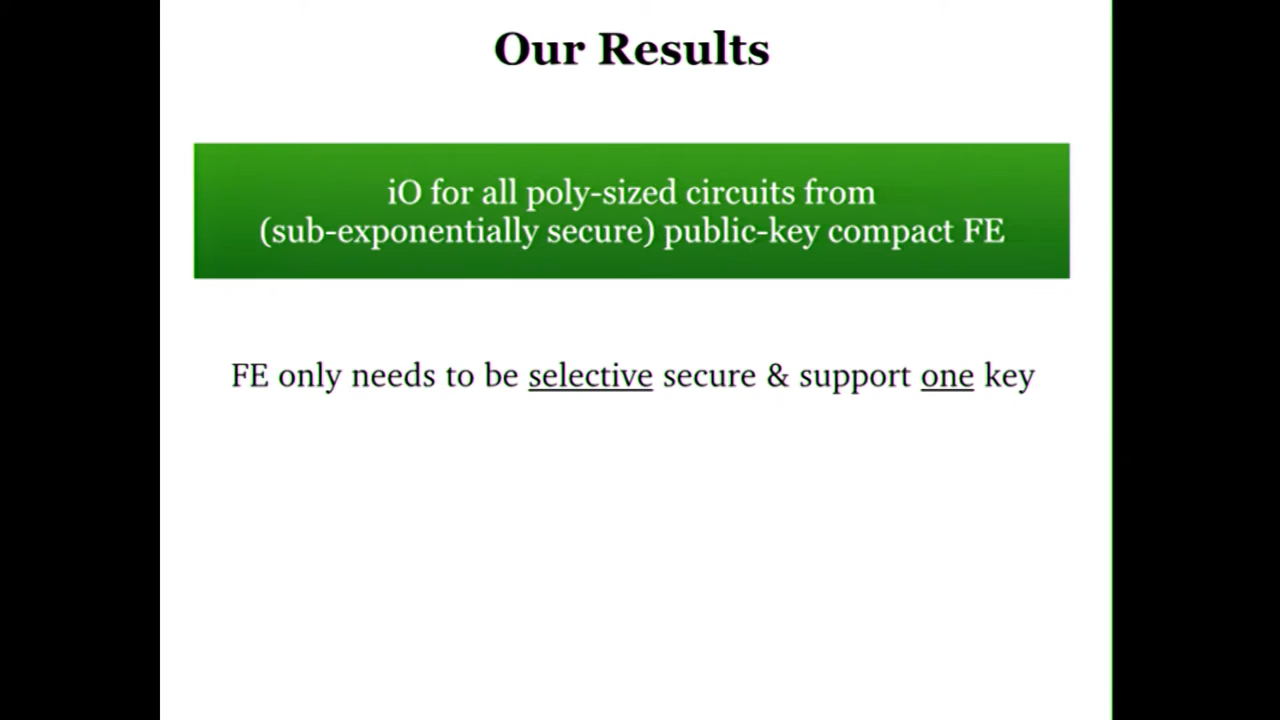 Our Results
iO for all poly-sized circuits from
(sub-exponentially secure) public-key compact FE
FE only needs to be selective secure & support one key